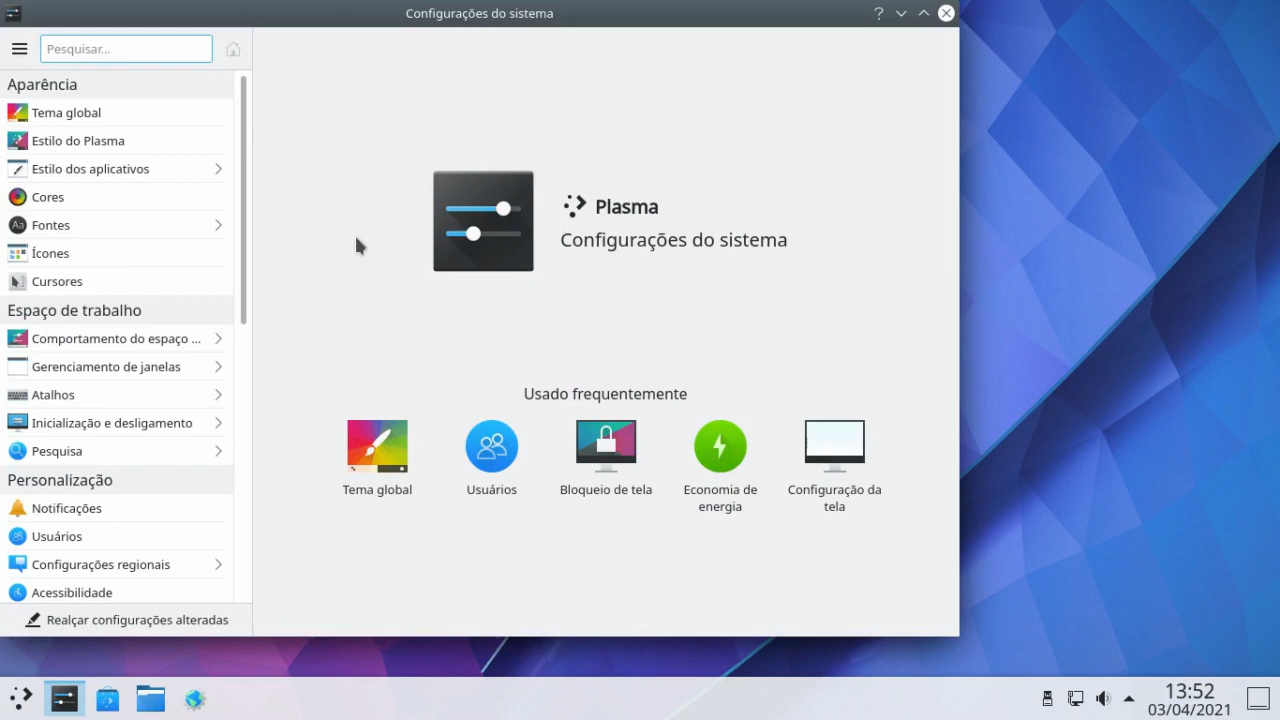 Configurações do sistema
?
Pesquisar...
Aparência
Tema global
Estilo do Plasma
Estilo dos aplicativos
Cores
Aa Fontes
Ícones
Cursores
Espaço de trabalho
Comportamento do espaço ...
Gerenciamento de janelas
Atalhos
Inicialização e desligamento
Pesquisa
Personalização
Notificações
Usuários
Configurações regionais
Acessibilidade
Realçar configurações alteradas
Plasma
Configurações do sistema
Usado frequentemente
Tema global
Usuários
Bloqueio de tela
Economia de
energia
Configuração da
tela
13:52
03/04/2021